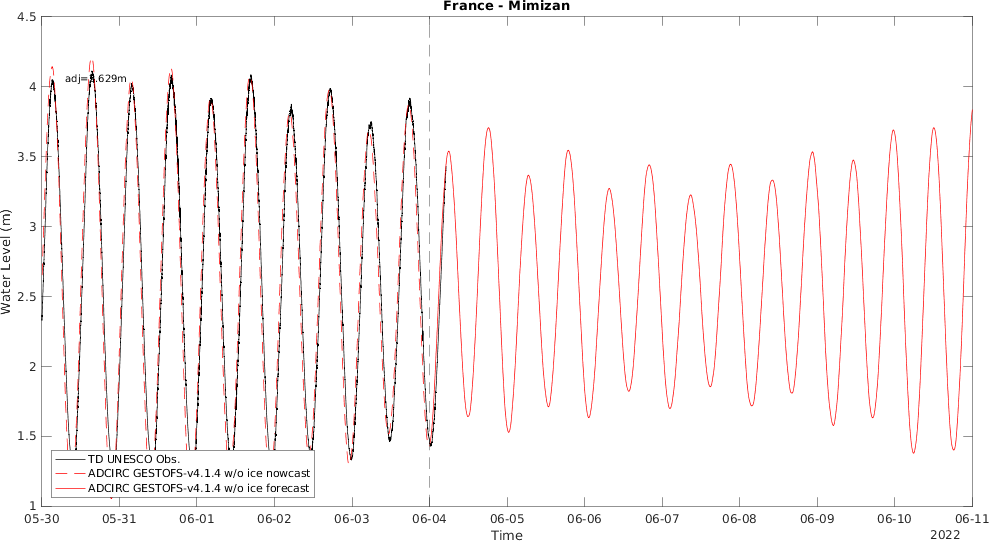 France - Mimizan
4.5
4
3.5
3
2.5
2
1.5
1
Water Level (m)
TD UNESCO Obs.
ADCIRC GESTOFS-v4.1.4 w/o ice nowcast
ADCIRC GESTOFS-v4.1.4 w/o ice forecast
05-30 05-31 06-01 06-02 06-03 06-04 06-05 06-06 06-07 06-08 06-09 06-10 06-11
Time
2022